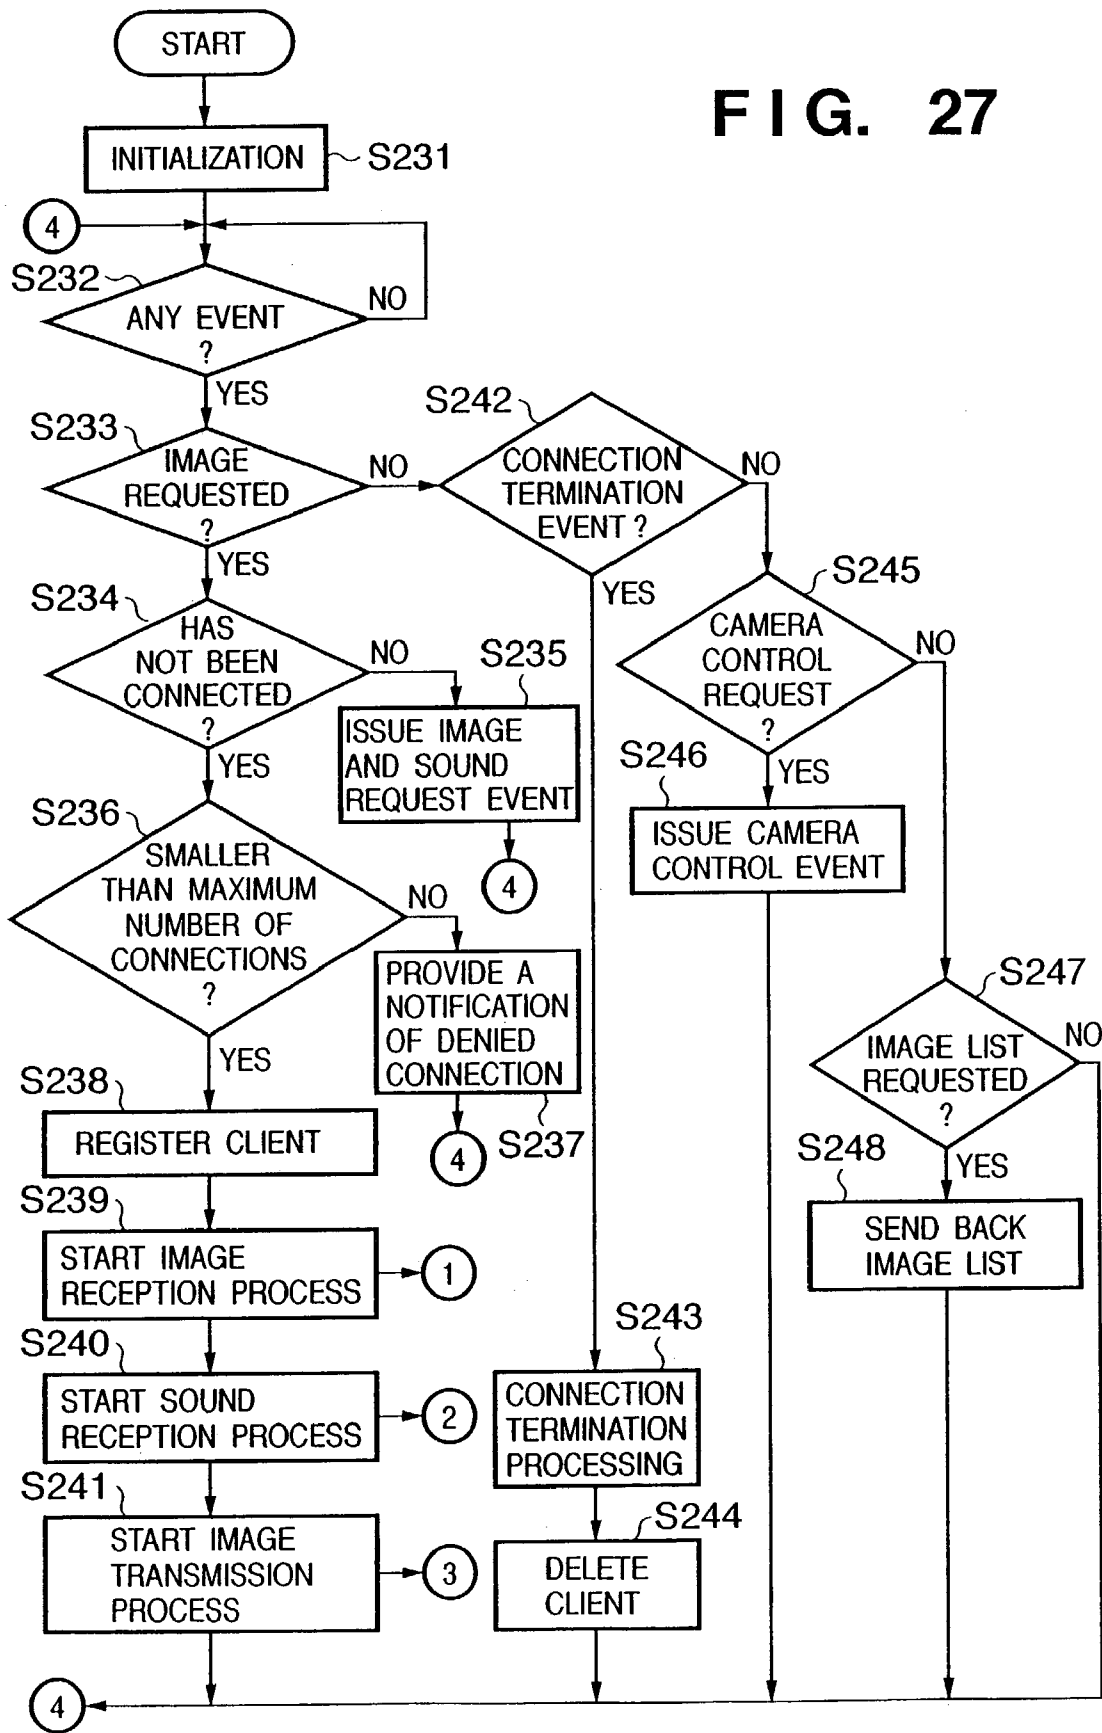 START
FIG. 27
INITIALIZATION
S231
4
S232
ANY EVENT
?
NO
YES
S233
IMAGE
REQUESTED
?
NO
YES
S242
CONNECTION
TERMINATION
EVENT ?
NO
YES
S234
HAS
NOT BEEN
CONNECTED
?
NO
YES
S235
ISSUE IMAGE
AND SOUND
REQUEST EVENT
4
S245
CAMERA
CONTROL
REQUEST
?
NO
YES
S246
ISSUE CAMERA
CONTROL EVENT
S236
SMALLER
THAN MAXIMUM
NUMBER OF
CONNECTIONS
?
NO
YES
PROVIDE A
NOTIFICATION
OF DENIED
CONNECTION
S237
4
S247
IMAGE LIST
REQUESTED
?
NO
YES
S248
SEND BACK
IMAGE LIST
S238
REGISTER CLIENT
S239
START IMAGE
RECEPTION PROCESS
1
S240
START SOUND
RECEPTION PROCESS
2
S241
START IMAGE
TRANSMISSION
PROCESS
3
S243
CONNECTION
TERMINATION
PROCESSING
S244
DELETE
CLIENT
4